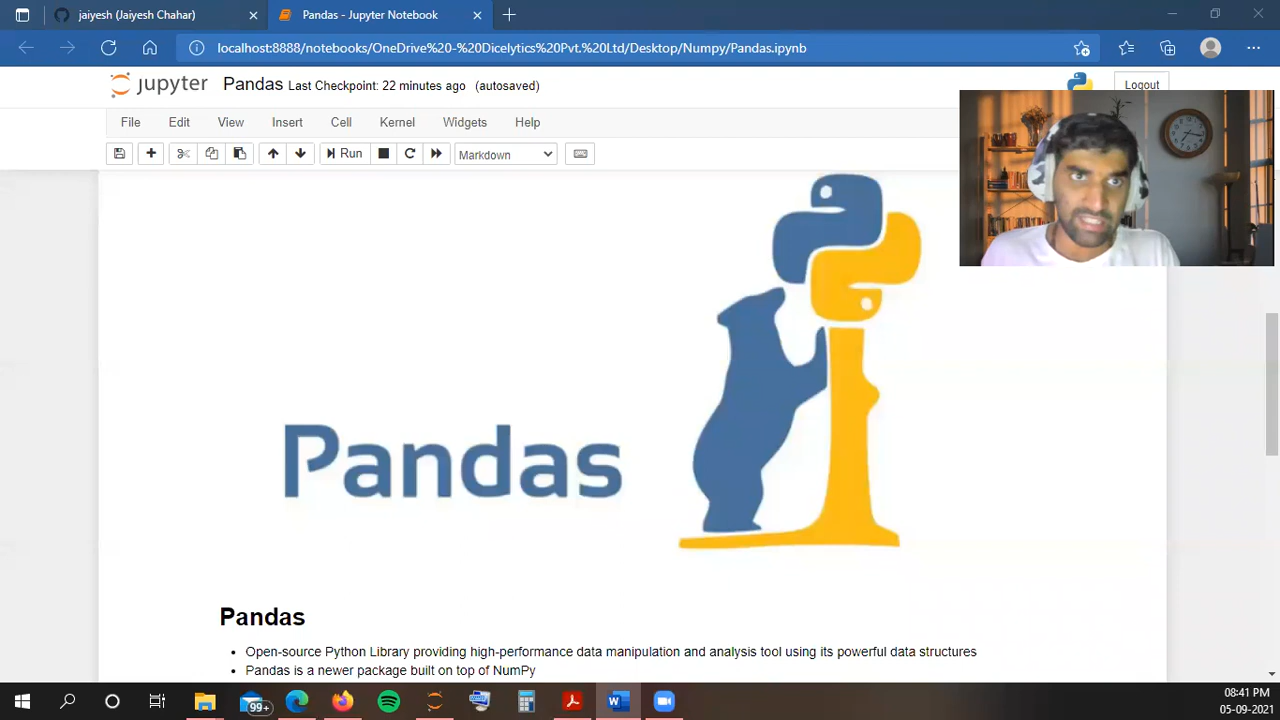 jaiyesh (Jaiyesh Chahar)
Pandas - Jupyter Notebook
localhost:8888/notebooks/OneDrive%20-%20Dicelytics%20Pvt.%20Ltd/Desktop/Numpy/Pandas.ipynb
jupyter Pandas Last Checkpoint: 22 minutes ago (autosaved)
Logout
File Edit View Insert Cell Kernel Widgets Help
Run Markdown
Pandas
Pandas
• Open-source Python Library providing high-performance data manipulation and analysis tool using its powerful data structures
• Pandas is a newer package built on top of NumPy
99+
08:41 PM
05-09-2021